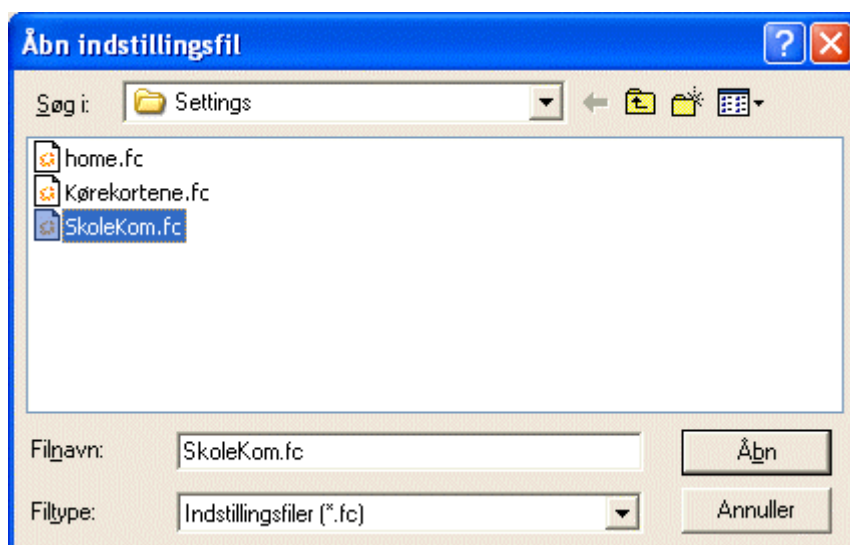 Åbn indstillingsfil
Søg i: Settings
home.fc
Kørekortene.fc
SkoleKom.fc
Filnavn: SkoleKom.fc Åbn
Filtype: Indstillingsfiler (*.fc) Annuller